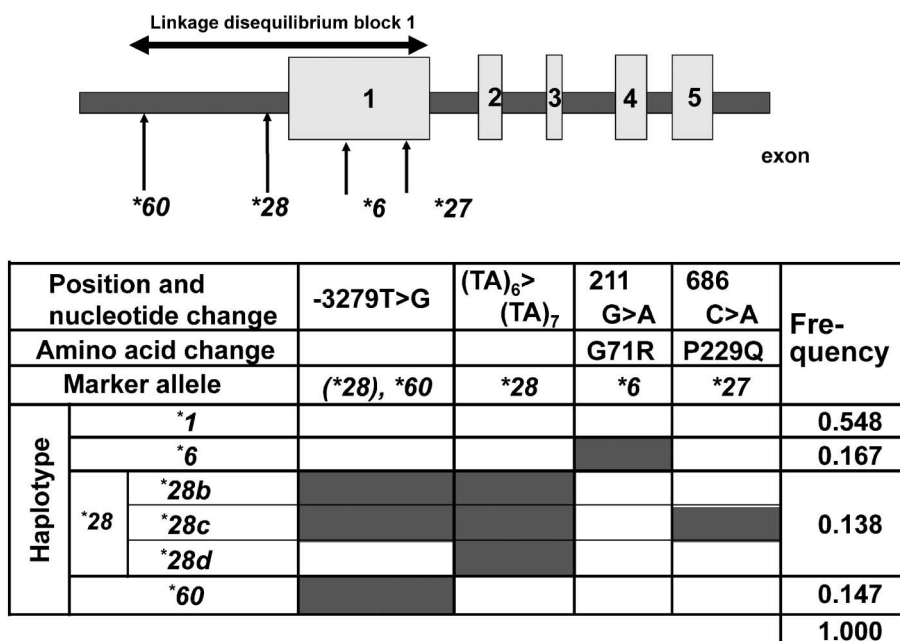 Linkage disequilibrium block 1
1 2 3 4 5
exon
*60 *28 *6 *27
Position and nucleotide change -3279T>G (TA)6> (TA)7 211 G>A 686 C>A Fre-quency
Amino acid change G71R P229Q
Marker allele (*28), *60 *28 *6 *27
Haplotype
*1 0.548
*6 0.167
*28
*28b
*28c 0.138
*28d
*60 0.147
1.000